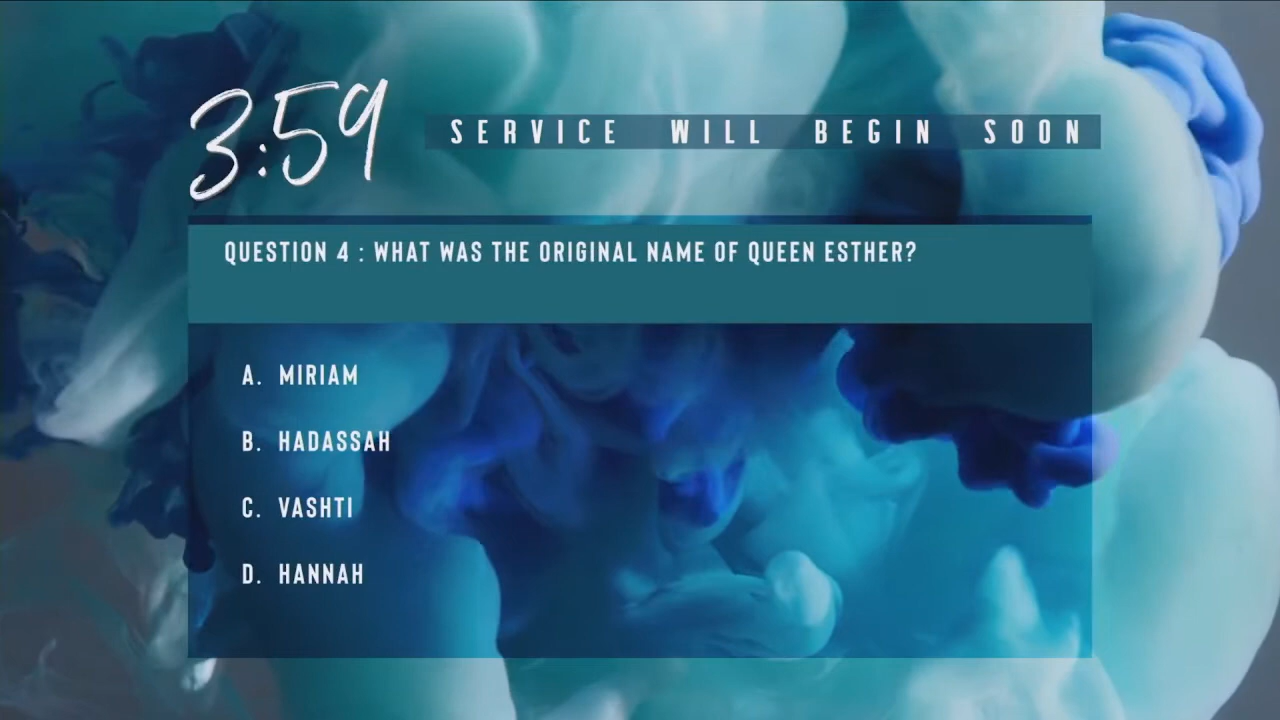 3:59
SERVICE WILL BEGIN SOON
QUESTION 4 : WHAT WAS THE ORIGINAL NAME OF QUEEN ESTHER?
A. MIRIAM
B. HADASSAH
C. VASHTI
D. HANNAH